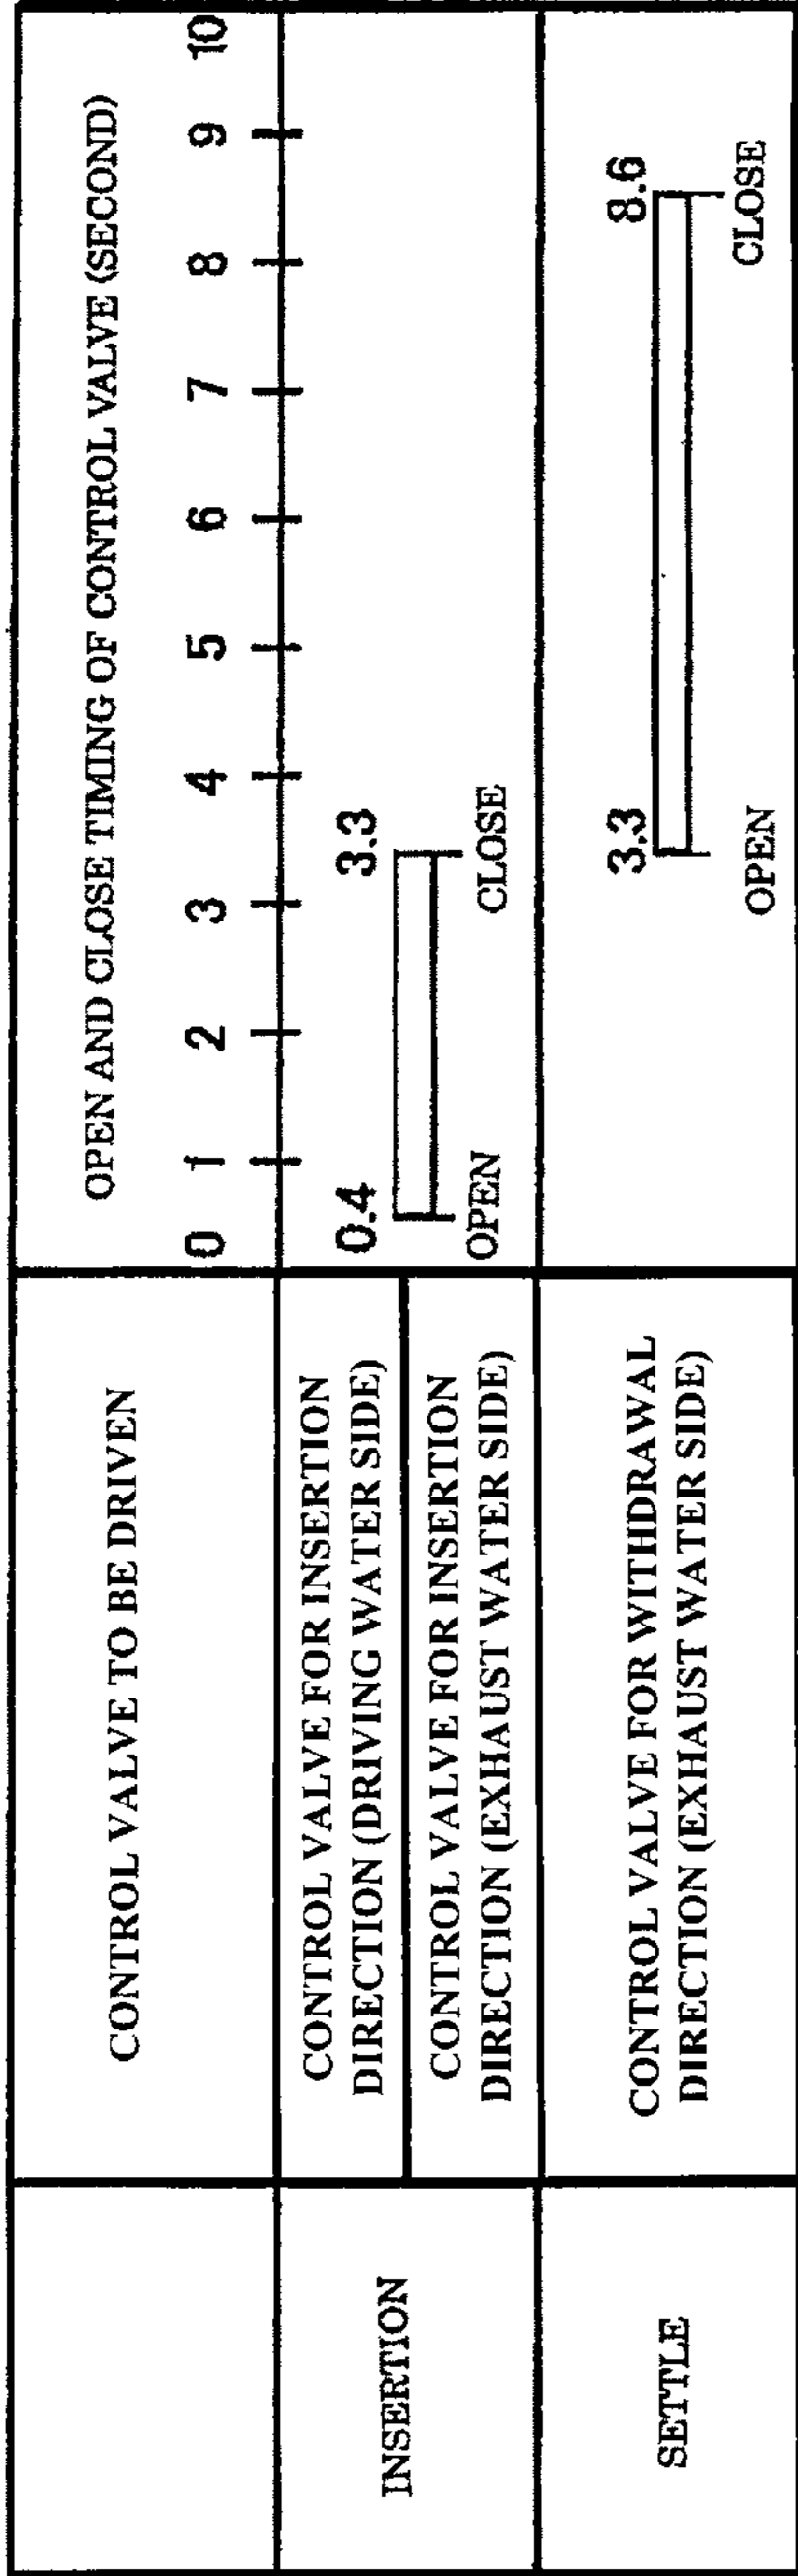 CONTROL VALVE TO BE DRIVEN
OPEN AND CLOSE TIMING OF CONTROL VALVE (SECOND)
0 1 2 3 4 5 6 7 8 9 10
INSERTION
CONTROL VALVE FOR INSERTION
DIRECTION (DRIVING WATER SIDE)
CONTROL VALVE FOR INSERTION
DIRECTION (EXHAUST WATER SIDE)
0.4 3.3
OPEN CLOSE
SETTLE
CONTROL VALVE FOR WITHDRAWAL
DIRECTION (EXHAUST WATER SIDE)
3.3 8.6
OPEN CLOSE